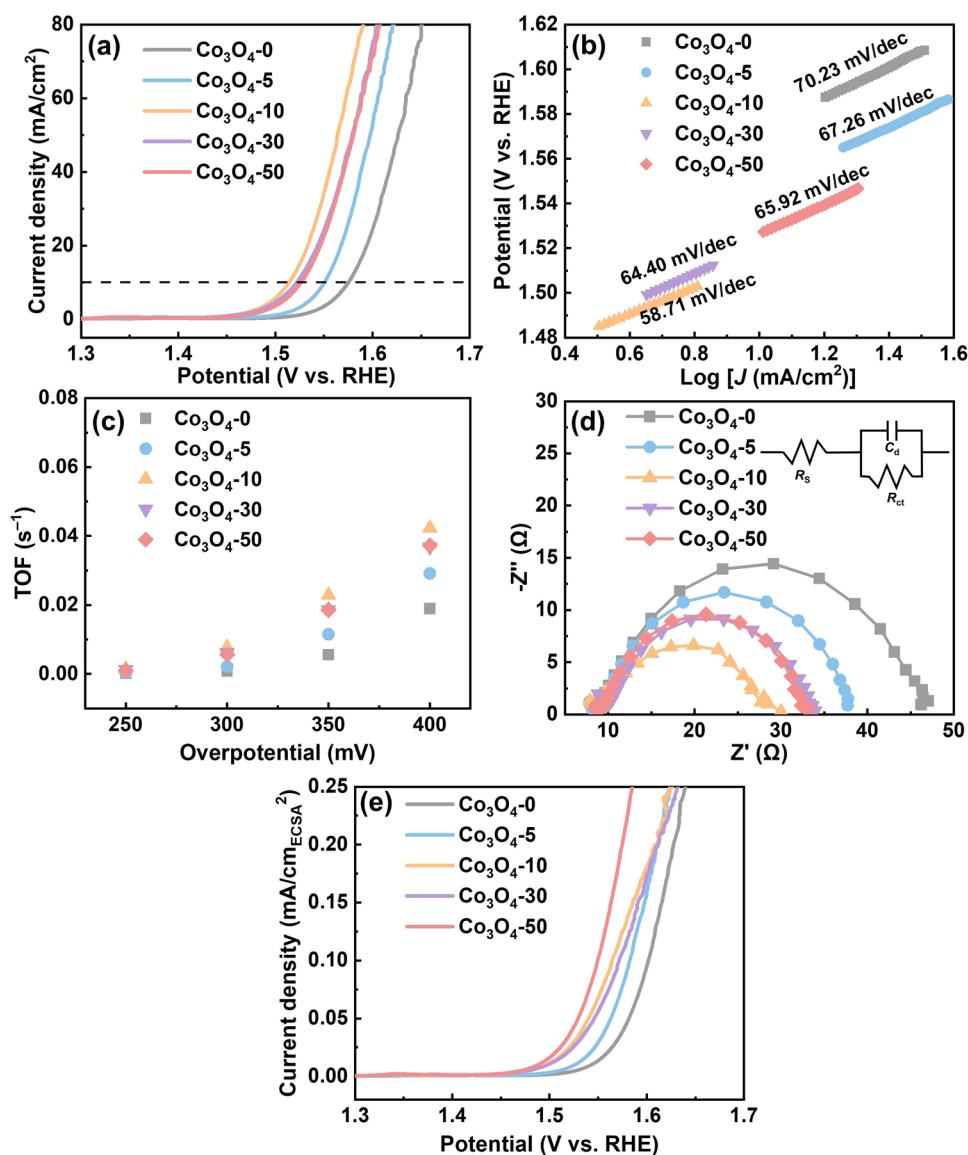 (a)
Co₃O₄-0
Co₃O₄-5
Co₃O₄-10
Co₃O₄-30
Co₃O₄-50
Current density (mA/cm²)
80
60
40
20
0
1.3 1.4 1.5 1.6 1.7
Potential (V vs. RHE)
(b)
Co₃O₄-0
Co₃O₄-5
Co₃O₄-10
Co₃O₄-30
Co₃O₄-50
70.23 mV/dec
67.26 mV/dec
65.92 mV/dec
64.40 mV/dec
58.71 mV/dec
Potential (V vs. RHE)
1.62
1.60
1.58
1.56
1.54
1.52
1.50
1.48
0.4 0.6 0.8 1.0 1.2 1.4 1.6
Log [J (mA/cm²)]
(c)
Co₃O₄-0
Co₃O₄-5
Co₃O₄-10
Co₃O₄-30
Co₃O₄-50
TOF (s⁻¹)
0.08
0.06
0.04
0.02
0.00
250 300 350 400
Overpotential (mV)
(d)
Co₃O₄-0
Co₃O₄-5
Co₃O₄-10
Co₃O₄-30
Co₃O₄-50
Rₛ
C_d
R_ct
-Z'' (Ω)
30
25
20
15
10
5
0
0 10 20 30 40 50
Z' (Ω)
(e)
Co₃O₄-0
Co₃O₄-5
Co₃O₄-10
Co₃O₄-30
Co₃O₄-50
Current density (mA/cm_ECSA²)
0.25
0.20
0.15
0.10
0.05
0.00
1.3 1.4 1.5 1.6 1.7
Potential (V vs. RHE)